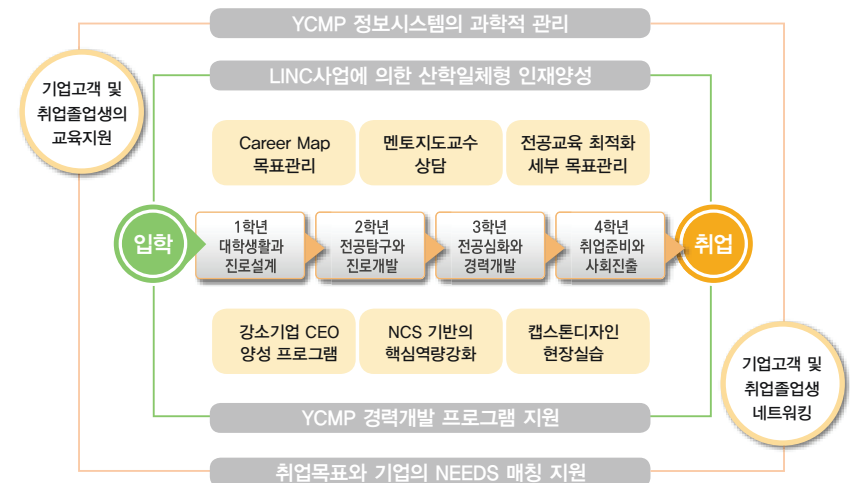 YCMP 정보시스템의 과학적 관리
LINC사업에 의한 산학일체형 인재양성
기업고객 및
취업졸업생의
교육지원
Career Map
목표관리
멘토지도교수
상담
전공교육 최적화
세부 목표관리
입학
1학년
대학생활과
진로설계
2학년
전공탐구와
진로개발
3학년
전공심화와
경력개발
4학년
취업준비와
사회진출
취업
강소기업 CEO
양성 프로그램
NCS 기반의
핵심역량강화
캡스톤디자인
현장실습
기업고객 및
취업졸업생
네트워킹
YCMP 경력개발 프로그램 지원
취업목표와 기업의 NEEDS 매칭 지원